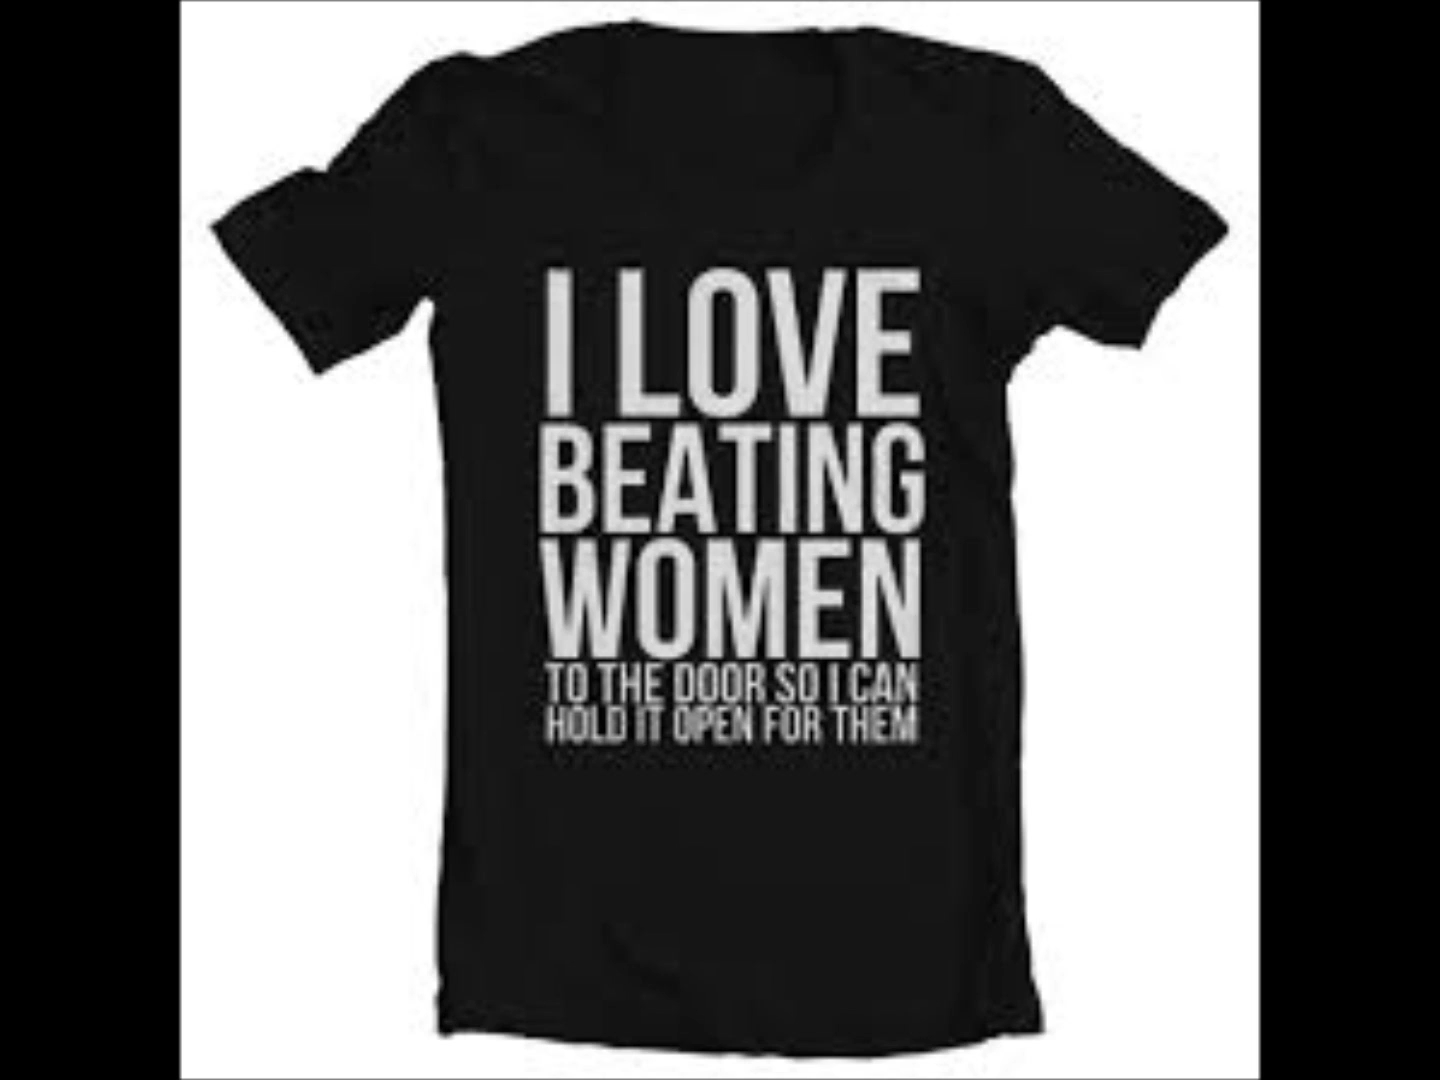 I LOVE
BEATING
WOMEN
TO THE DOOR SO I CAN
HOLD IT OPEN FOR THEM